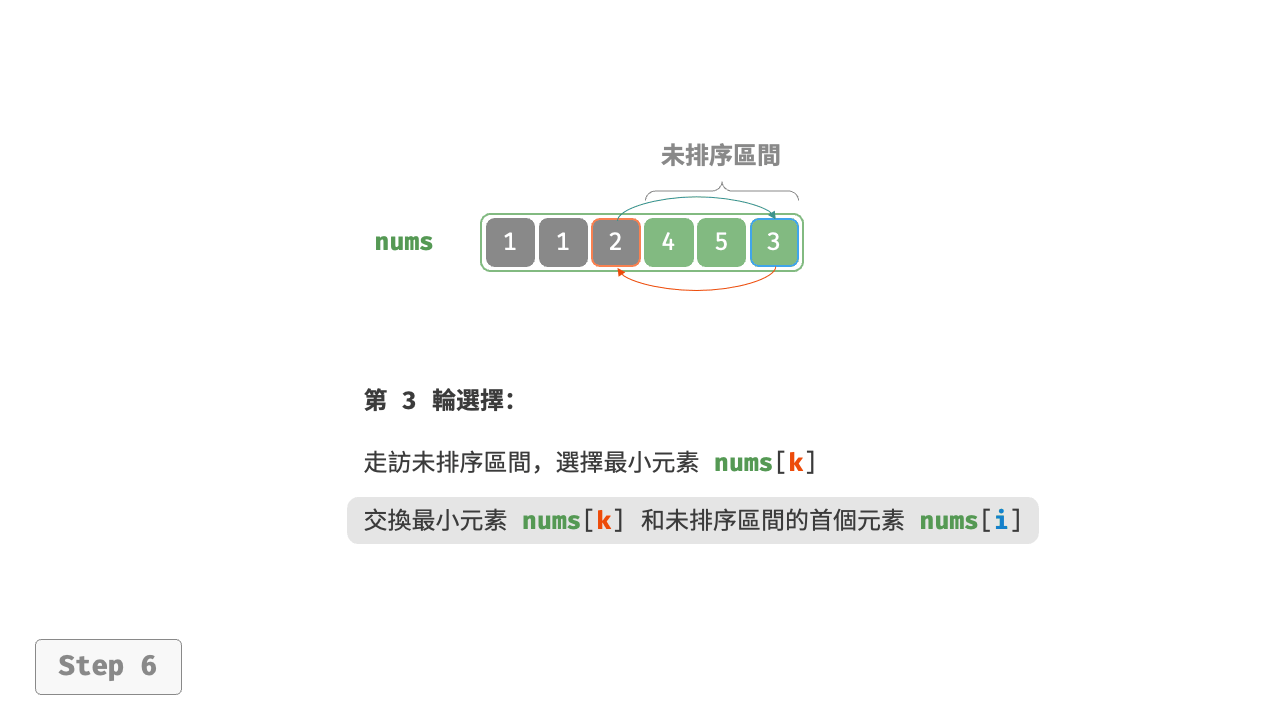 未排序區間
nums 1 1 2 4 5 3
第 3 輪選擇：
走訪未排序區間，選擇最小元素 nums[k]
交換最小元素 nums[k] 和未排序區間的首個元素 nums[i]
Step 6